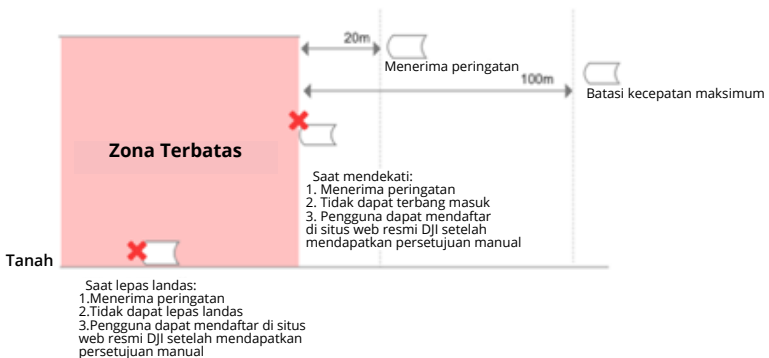 20m
Menerima peringatan
100m
Batasi kecepatan maksimum
Zona Terbatas
Saat mendekati:
1. Menerima peringatan
2. Tidak dapat terbang masuk
3. Pengguna dapat mendaftar
di situs web resmi DJI setelah
mendapatkan persetujuan manual
Tanah
Saat lepas landas:
1.Menerima peringatan
2.Tidak dapat lepas landas
3.Pengguna dapat mendaftar di situs
web resmi DJI setelah mendapatkan
persetujuan manual